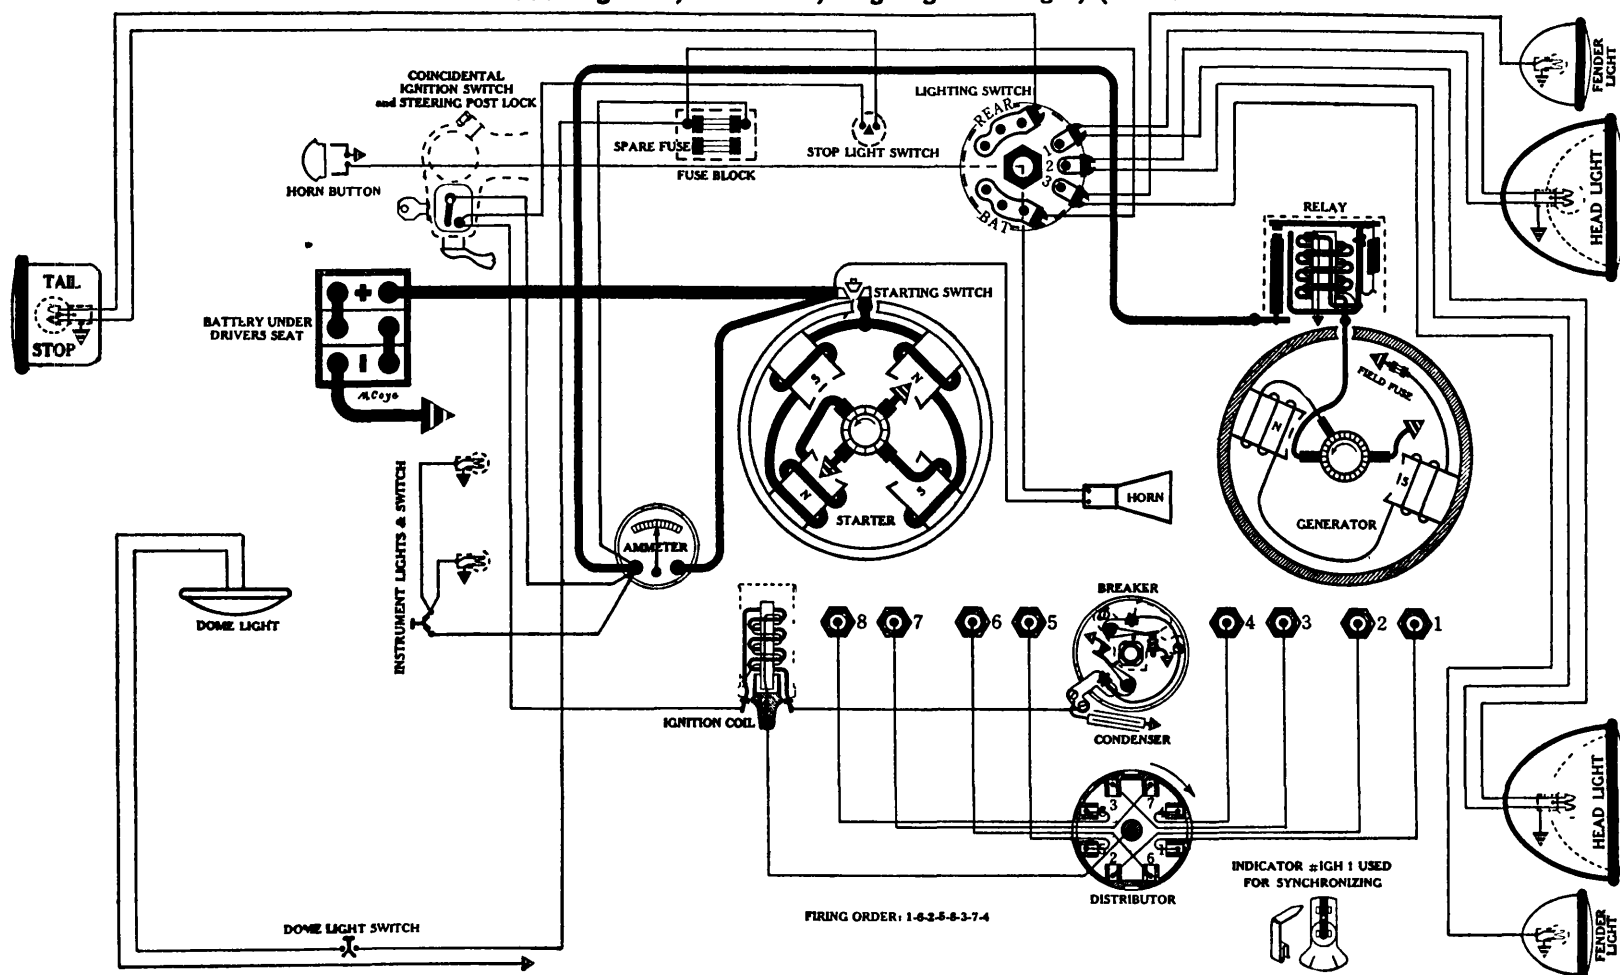 COINCIDENTAL
IGNITION SWITCH
and STEERING POST LOCK
HORN BUTTON
SPARE FUSE
FUSE BLOCK
STOP LIGHT SWITCH
LIGHTING SWITCH
REAR
1
2
3
BAT
FENDER
LIGHT
HEAD LIGHT
RELAY
TAIL
STOP
BATTERY UNDER
DRIVERS SEAT
+
-
STARTING SWITCH
S
N
N
S
STARTER
FIELD FUSE
N
S
GENERATOR
HORN
INSTRUMENT LIGHTS & SWITCH
AMMETER
DOME LIGHT
BREAKER
8
7
6
5
4
3
2
1
IGNITION COIL
CONDENSER
3
7
2
6
DISTRIBUTOR
INDICATOR #IGH 1 USED
FOR SYNCHRONIZING
FIRING ORDER: 1-6-2-5-8-3-7-4
HEAD LIGHT
FENDER
LIGHT
DOME LIGHT SWITCH